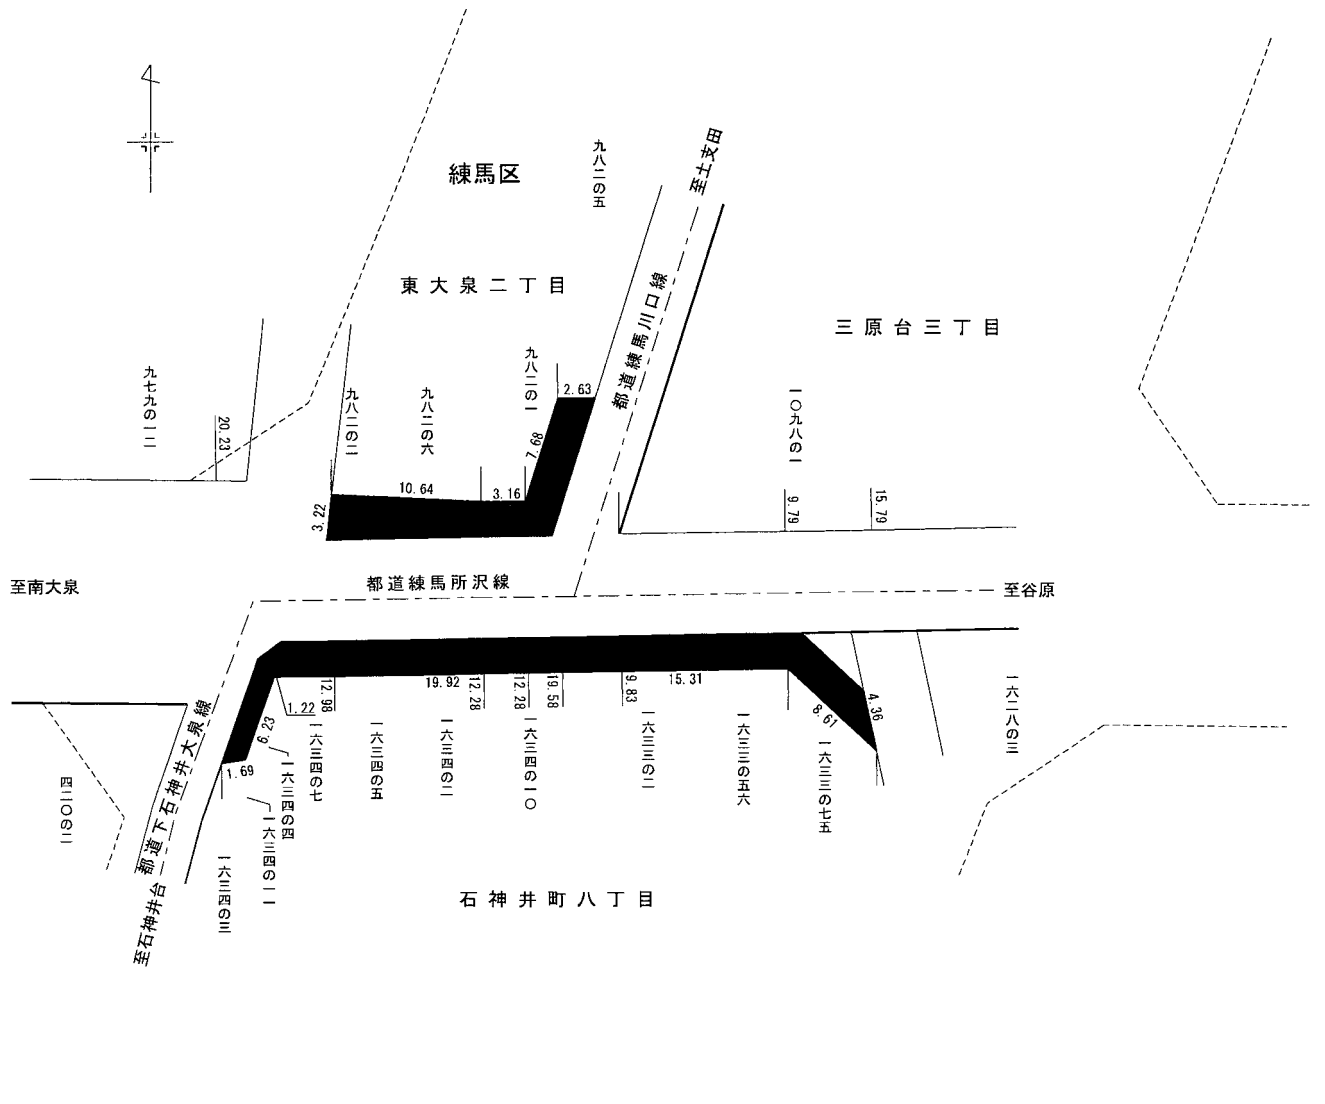 練馬区
九八二の五
至土支田
東大泉二丁目
都道練馬川口線
三原台三丁目
九七九の一二
20.23
九八二の二
九八二の六
九八二の一
2.63
7.68
10.64
3.16
3.22
一〇九八の一
9.79
15.79
至南大泉
都道練馬所沢線
至谷原
12.98
19.92
12.28
12.28
19.58
9.83
15.31
4.36
8.61
1.22
6.23
1.69
一六三四の七
一六三四の五
一六三四の二
一六三四の一〇
一六三三の二
一六三三の五六
一六三三の七五
一六二八の三
四二〇の二
都道下石神井大泉線
一六三四の四
一六三四の一一
一六三四の三
至石神井台
石神井町八丁目